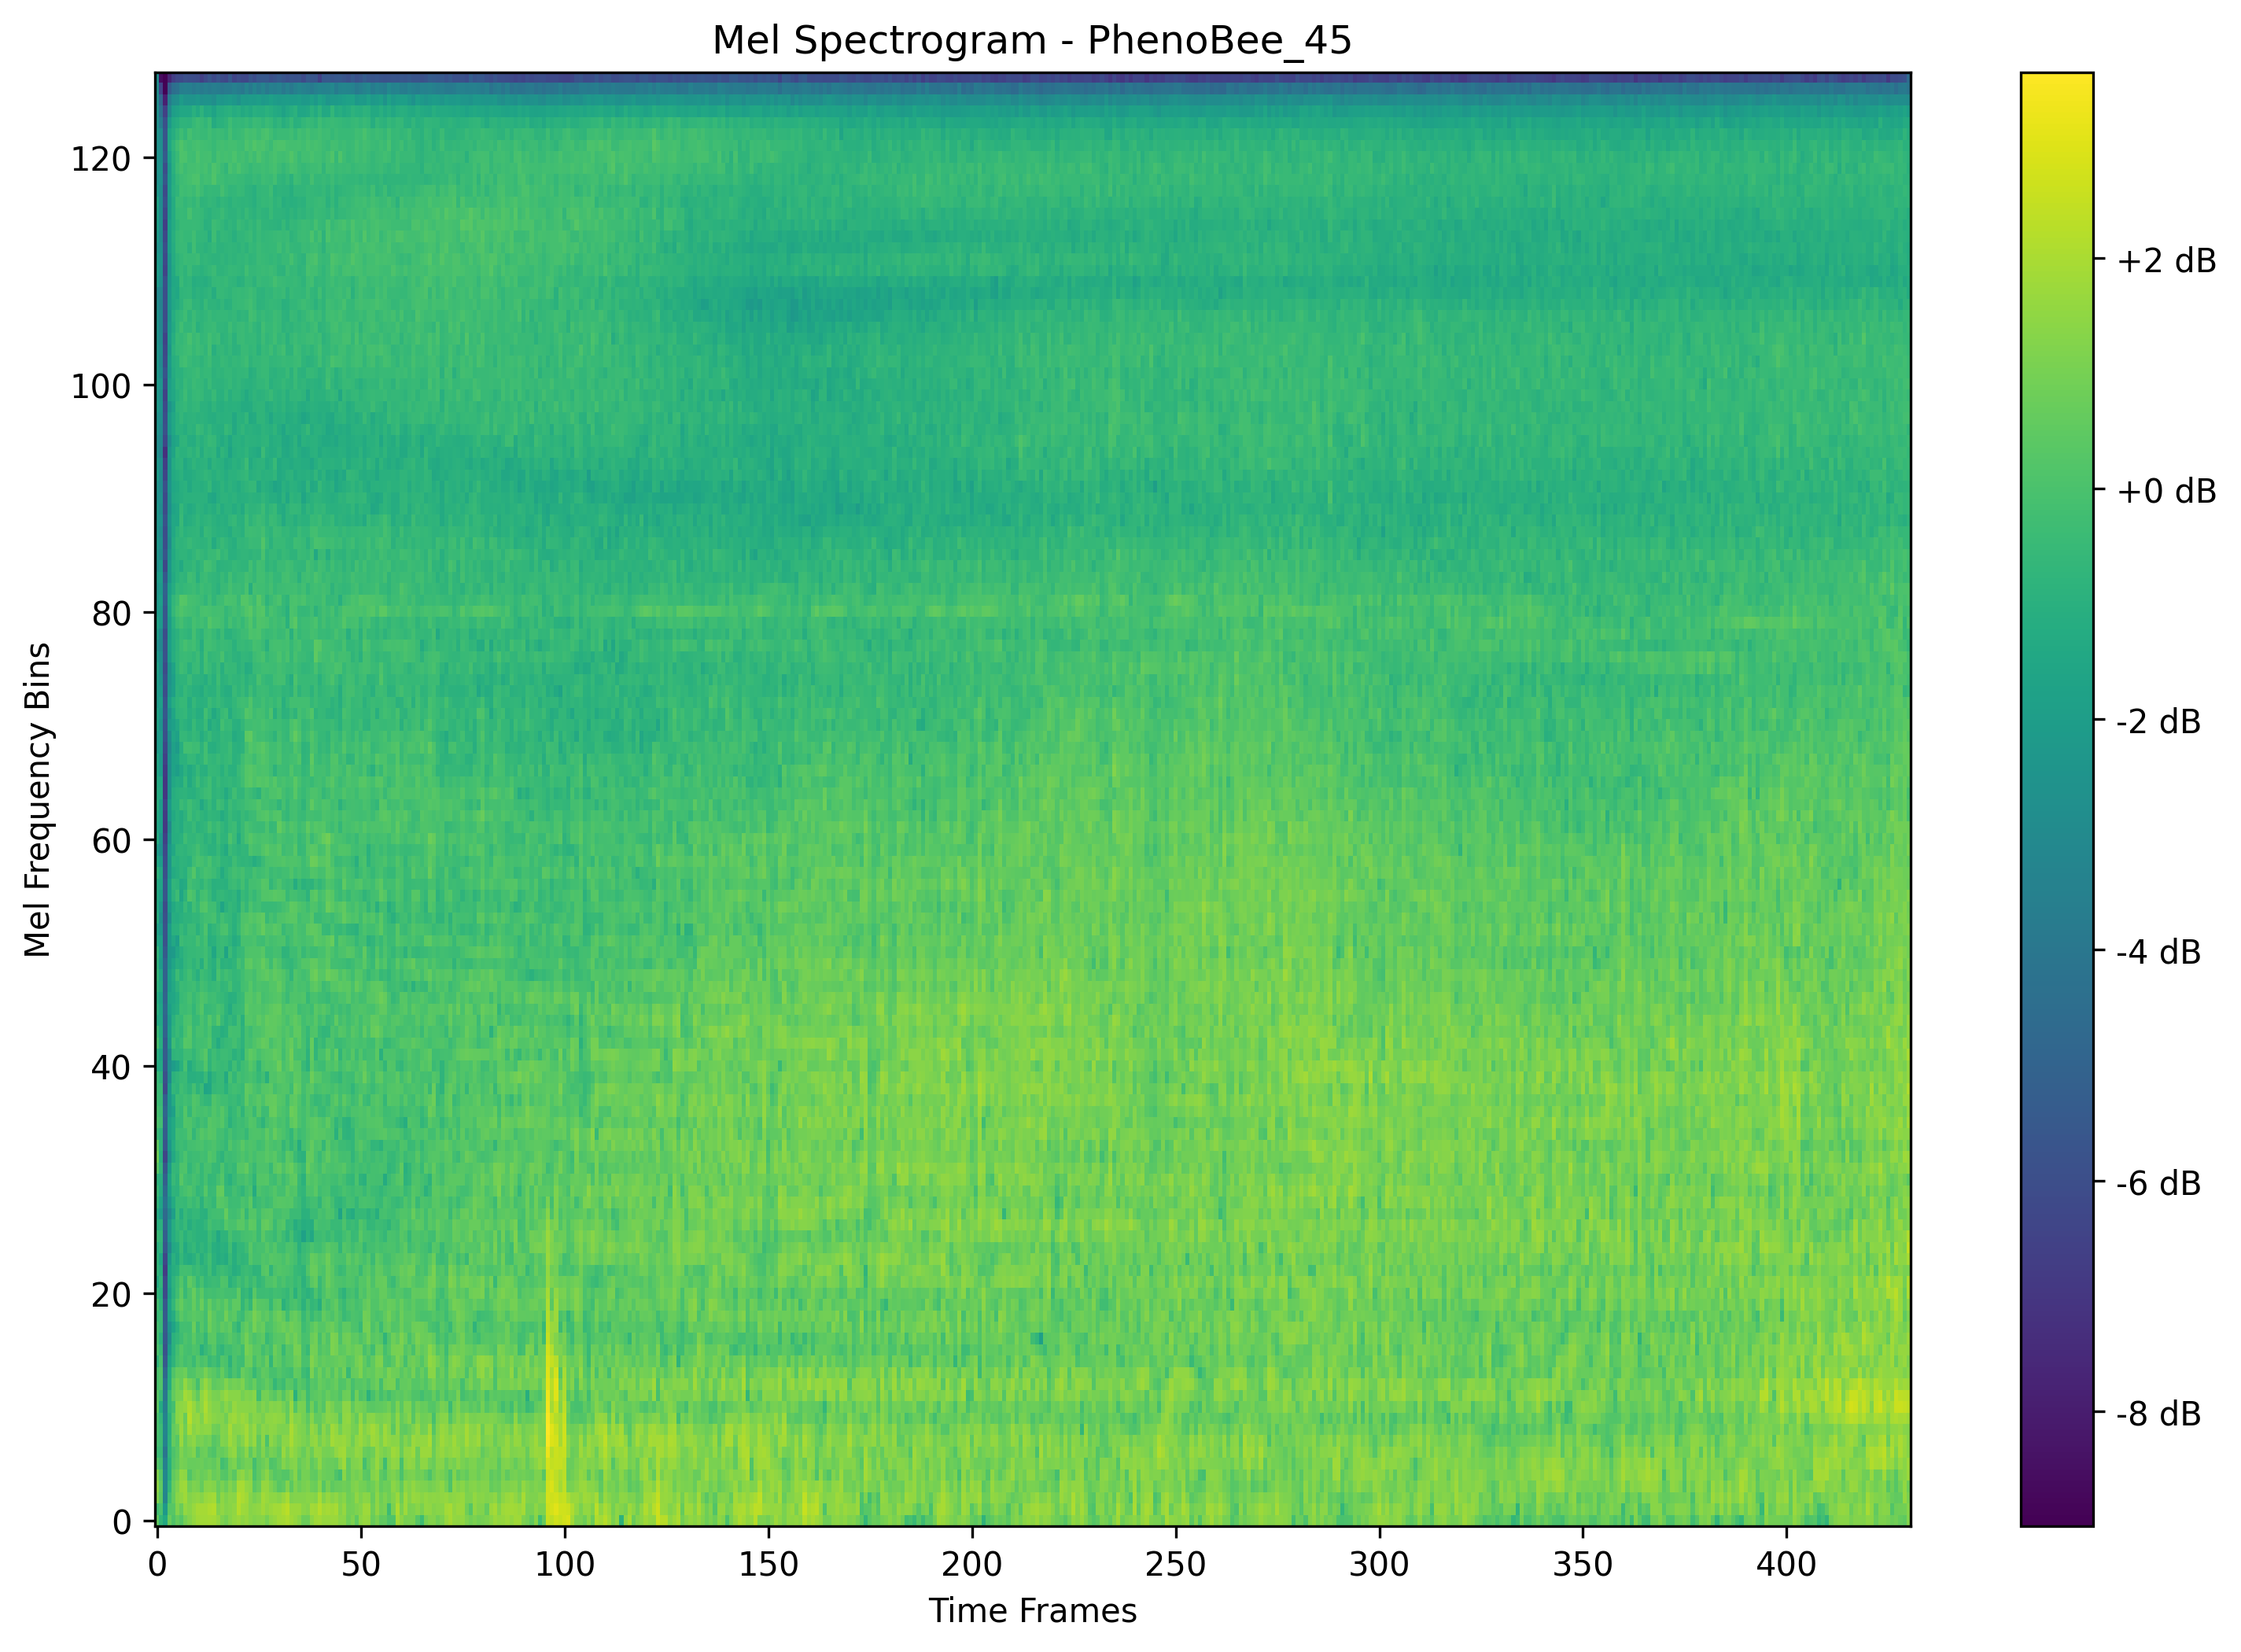 Mel Spectrogram - PhenoBee_45
Mel Frequency Bins
120
100
80
60
40
20
0
0 50 100 150 200 250 300 350 400
Time Frames
+2 dB
+0 dB
-2 dB
-4 dB
-6 dB
-8 dB